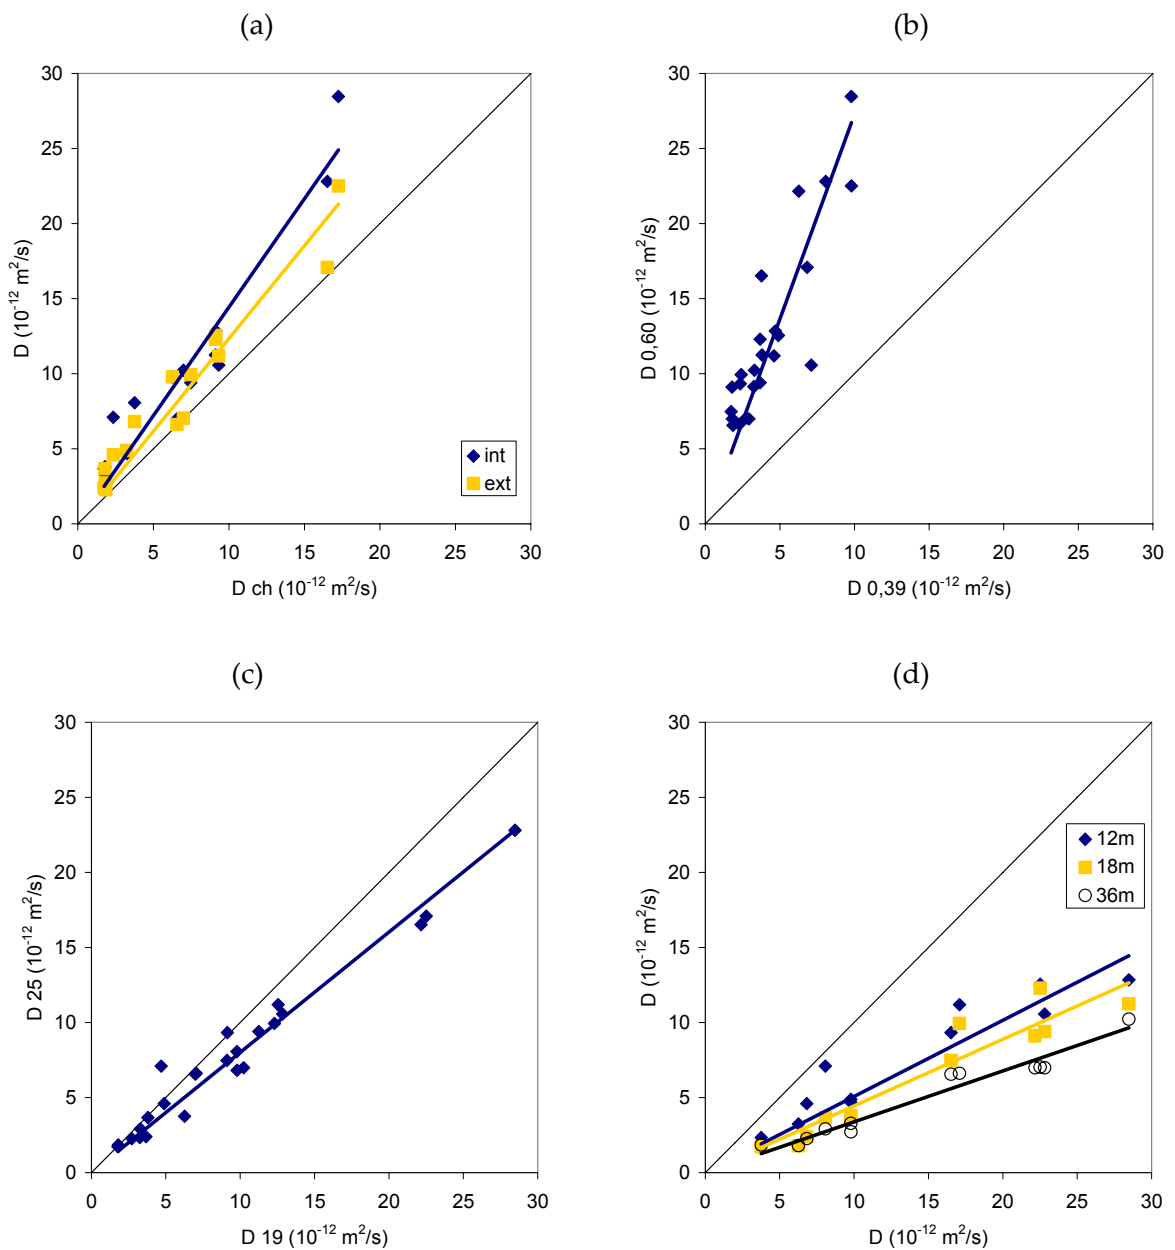 (a)
30
25
20
15
10
5
0
0 5 10 15 20 25 30
D (10⁻¹² m²/s)
D ch (10⁻¹² m²/s)
int
ext
(b)
30
25
20
15
10
5
0
0 5 10 15 20 25 30
D 0,60 (10⁻¹² m²/s)
D 0,39 (10⁻¹² m²/s)
(c)
30
25
20
15
10
5
0
0 5 10 15 20 25 30
D 25 (10⁻¹² m²/s)
D 19 (10⁻¹² m²/s)
(d)
30
25
20
15
10
5
0
0 5 10 15 20 25 30
D (10⁻¹² m²/s)
D (10⁻¹² m²/s)
12m
18m
36m